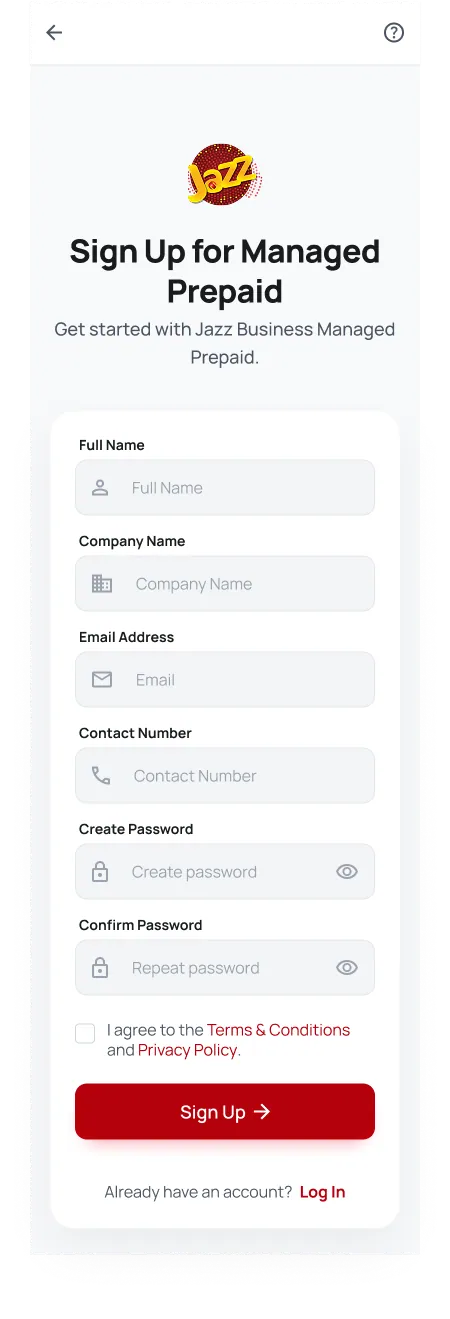 Jazz
Sign Up for Managed
Prepaid
Get started with Jazz Business Managed
Prepaid.
Full Name
Full Name
Company Name
Company Name
Email Address
Email
Contact Number
Contact Number
Create Password
Create password
Confirm Password
Repeat password
I agree to the Terms & Conditions
and Privacy Policy.
Sign Up →
Already have an account? Log In